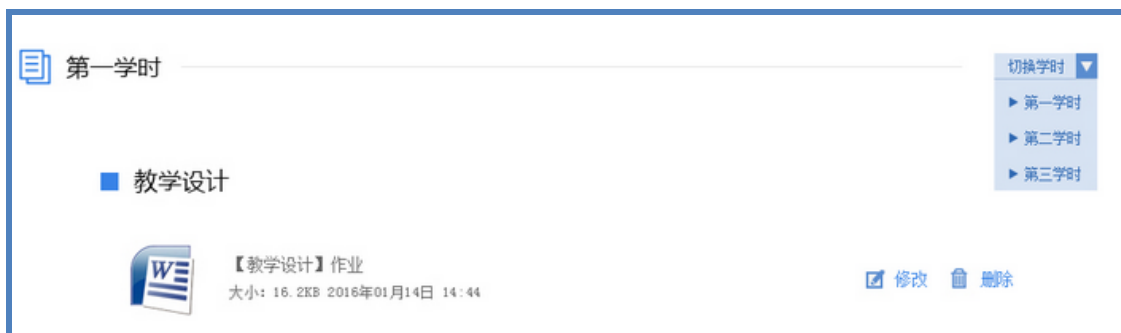 第一学时
切换学时
第一学时
第二学时
第三学时
教学设计
【教学设计】作业
大小: 16.2KB 2016年01月14日 14:44
修改 删除